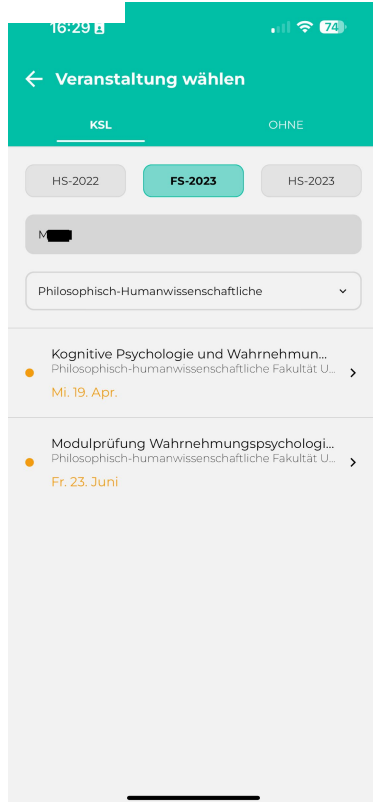 16:29
74
Veranstaltung wählen
KSL OHNE
HS-2022 FS-2023 HS-2023
Philosophisch-Humanwissenschaftliche
Kognitive Psychologie und Wahrnehmun...
Philosophisch-humanwissenschaftliche Fakultät U...
Mi. 19. Apr.
Modulprüfung Wahrnehmungspsychologi...
Philosophisch-humanwissenschaftliche Fakultät U...
Fr. 23. Juni